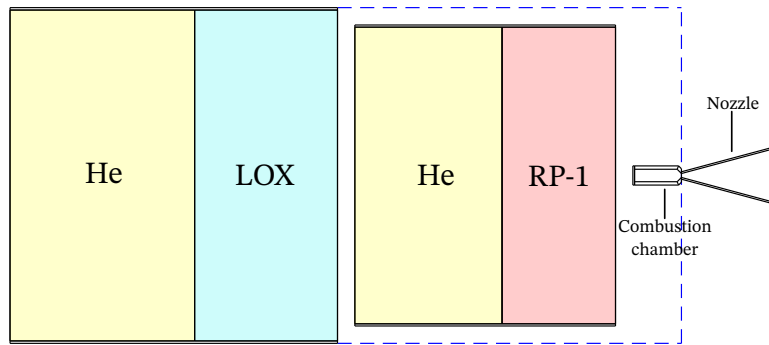 He
LOX
He
RP-1
Nozzle
Combustion
chamber